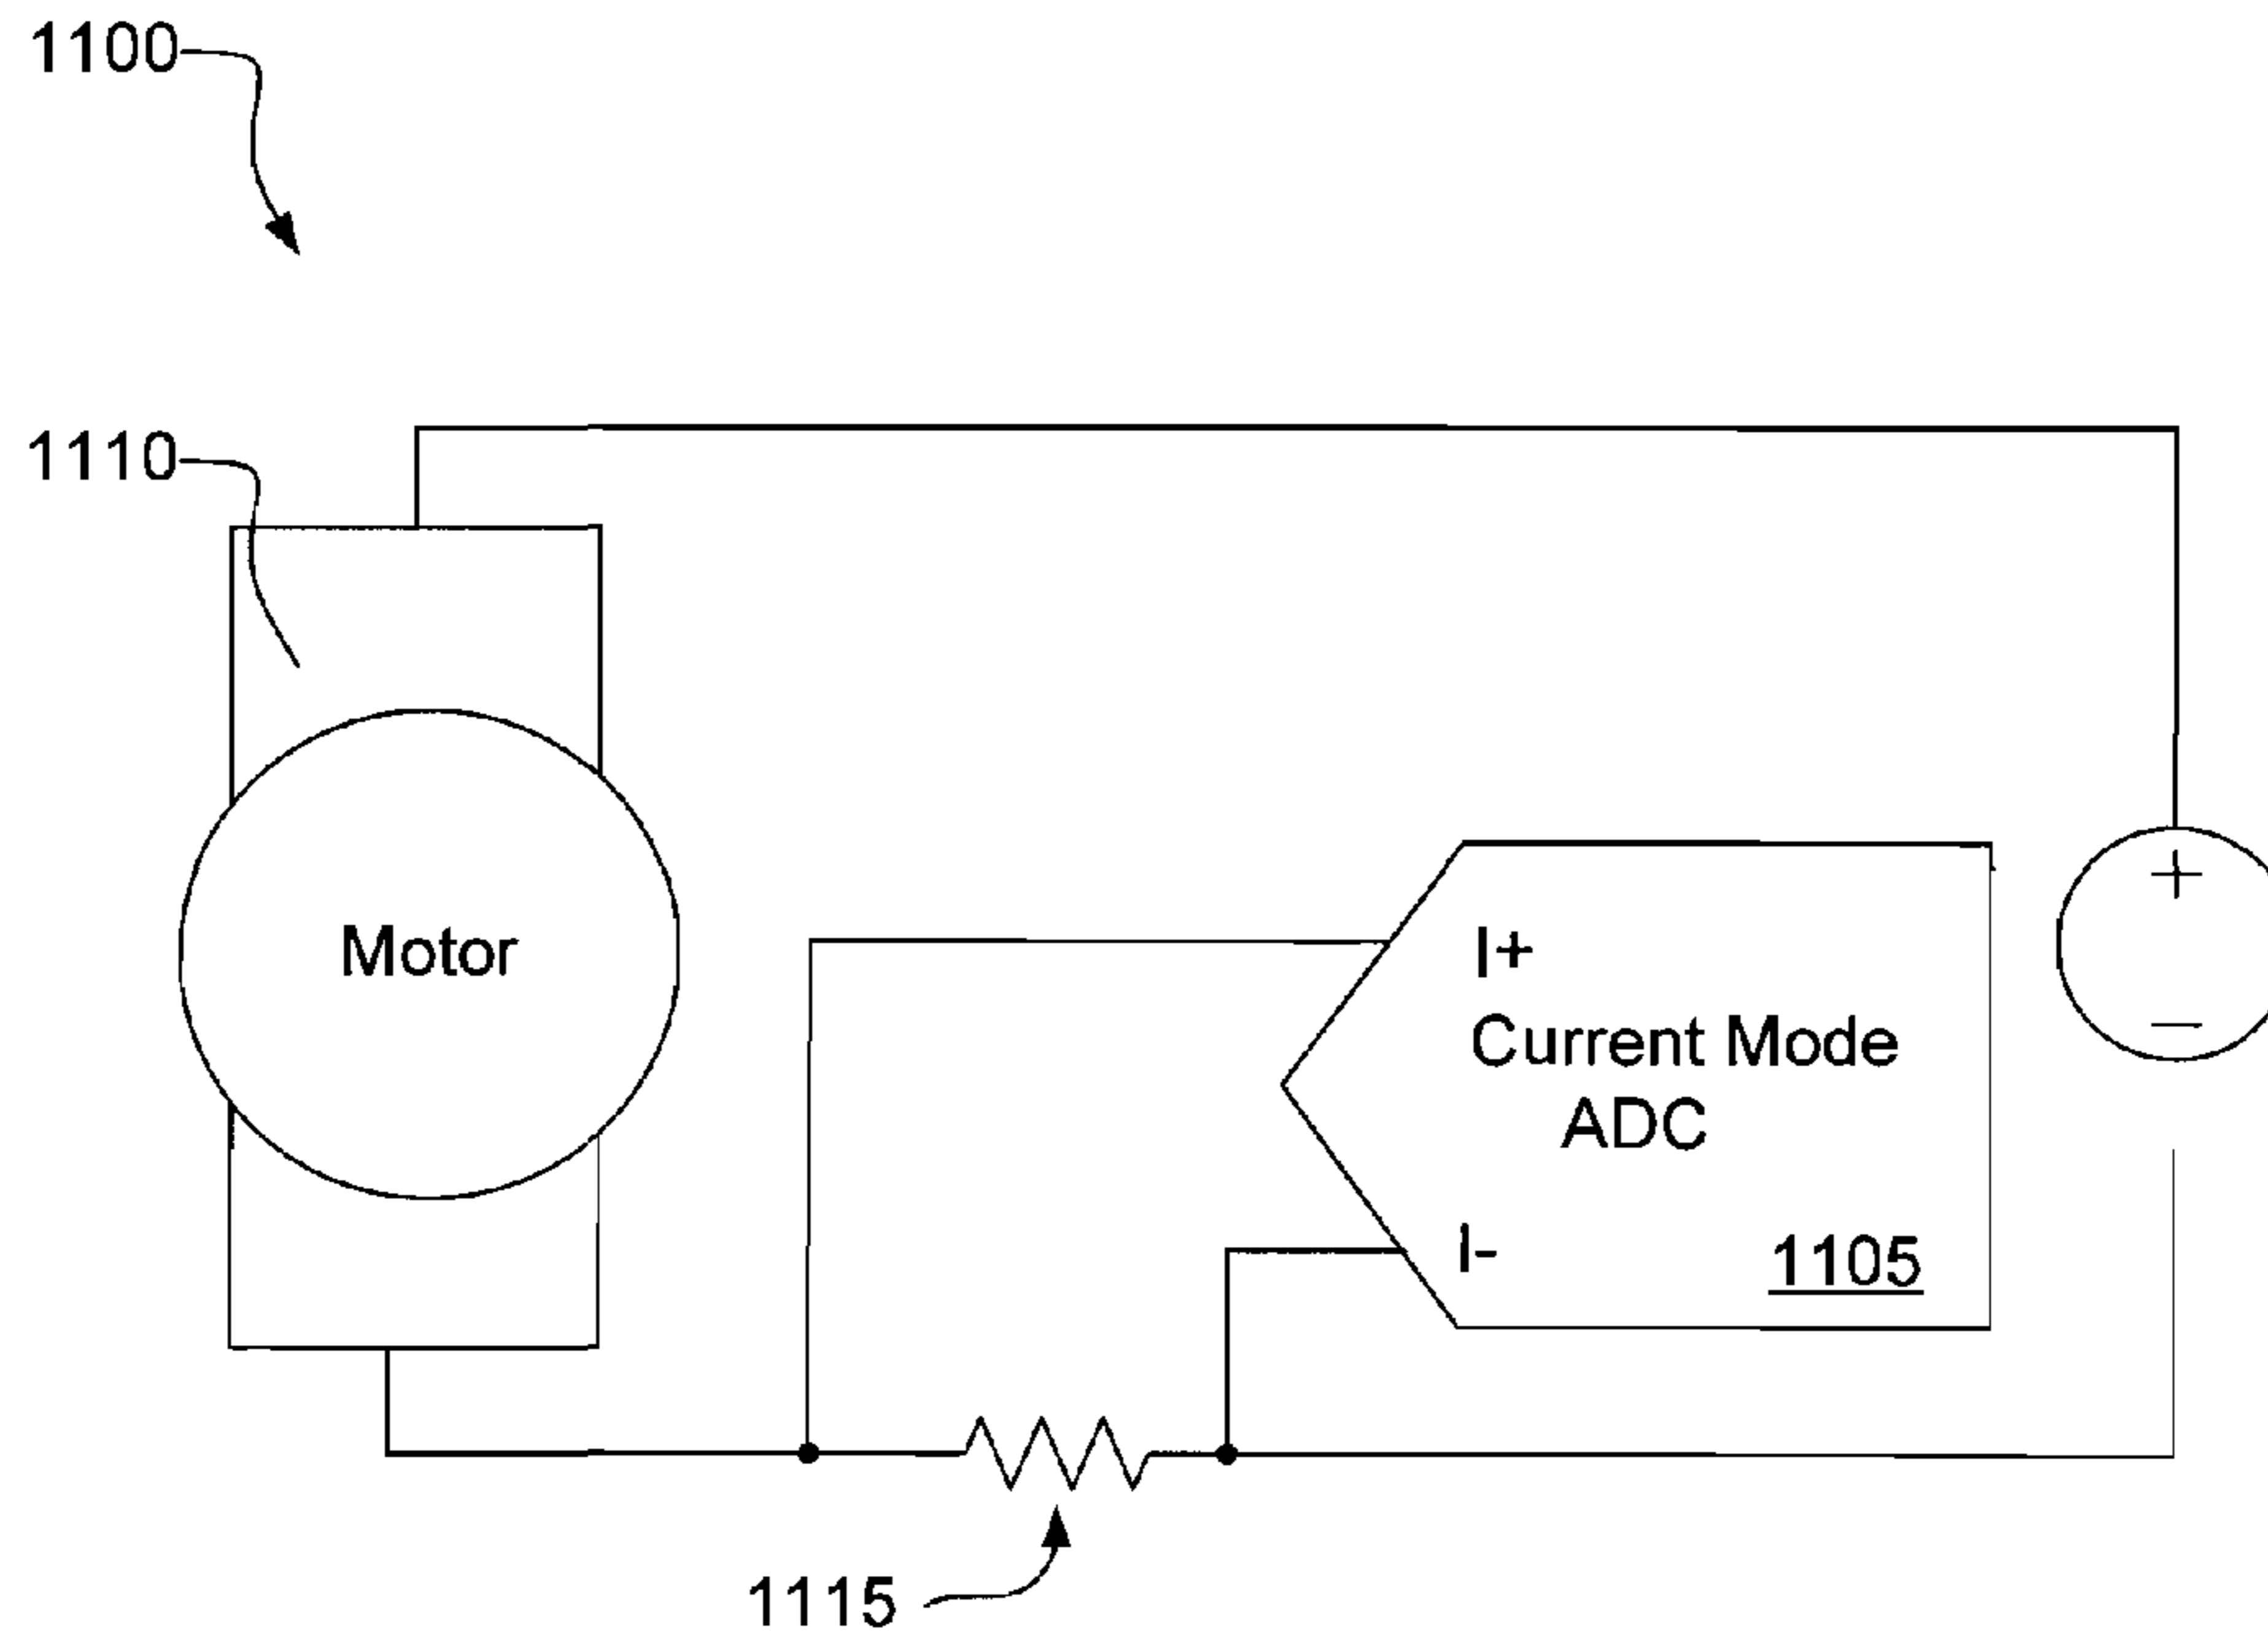 1100
1110
Motor
I+
Current Mode
ADC
I-
1105
+
−
1115